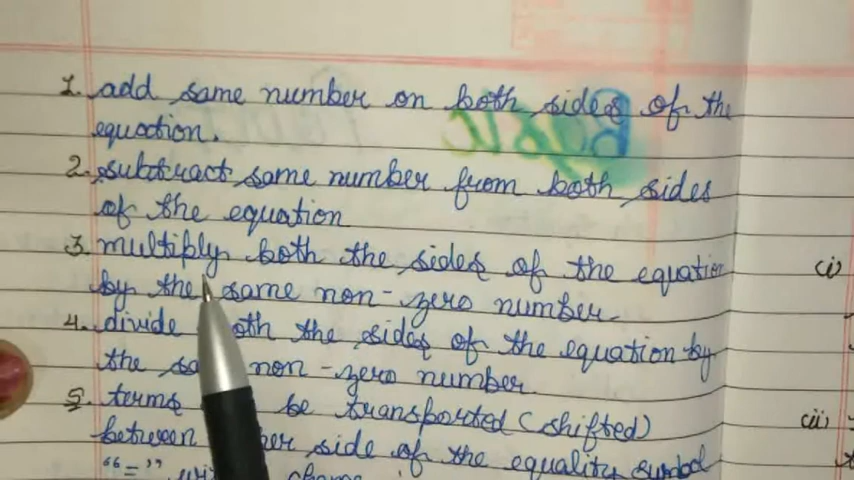 1. add same number on both sides of the
equation.
2. subtract same number from both sides
of the equation
3. multiply both the sides of the equation
by the same non-zero number.
4. divide both the sides of the equation by
the non-zero number.
5. terms be transported (shifted)
between side of the equality symbol
"="
(i)
(ii)
Basic